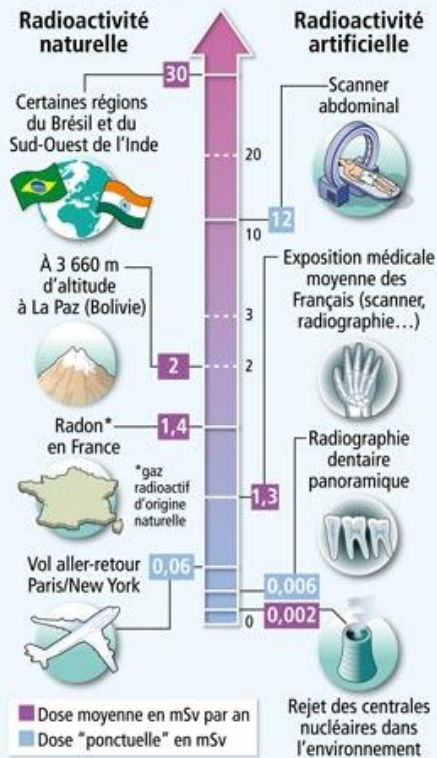 Radioactivité
naturelle
Radioactivité
artificielle
30
Certaines régions
du Brésil et du
Sud-Ouest de l'Inde
Scanner
abdominal
20
12
10
À 3 660 m
d'altitude
à La Paz (Bolivie)
Exposition médicale
moyenne des
Français (scanner,
radiographie...)
3
2
2
Radon*
en France
1,4
*gaz
radioactif
d'origine
naturelle
Radiographie
dentaire
panoramique
1,3
Vol aller-retour
Paris/New York
0,06
0,006
0,002
0
Dose moyenne en mSv par an
Dose "ponctuelle" en mSv
Rejet des centrales
nucléaires dans
l'environnement